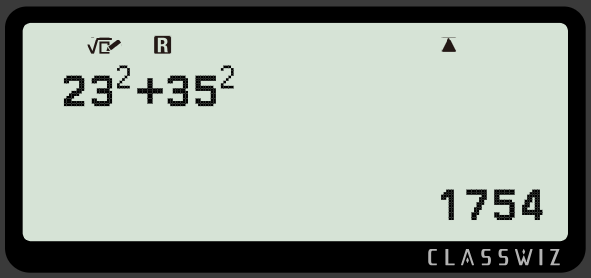 √□ R ▲
23²+35²
1754
CLASSWIZ